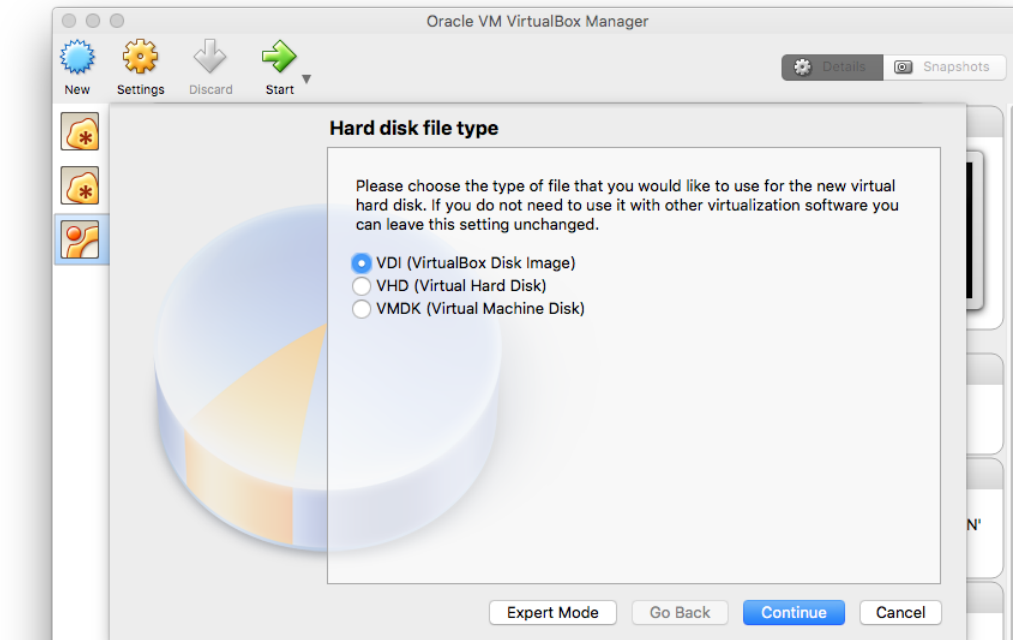 Oracle VM VirtualBox Manager
New
Settings
Discard
Start
Details
Snapshots
Hard disk file type
Please choose the type of file that you would like to use for the new virtual
hard disk. If you do not need to use it with other virtualization software you
can leave this setting unchanged.
VDI (VirtualBox Disk Image)
VHD (Virtual Hard Disk)
VMDK (Virtual Machine Disk)
N'
Expert Mode
Go Back
Continue
Cancel